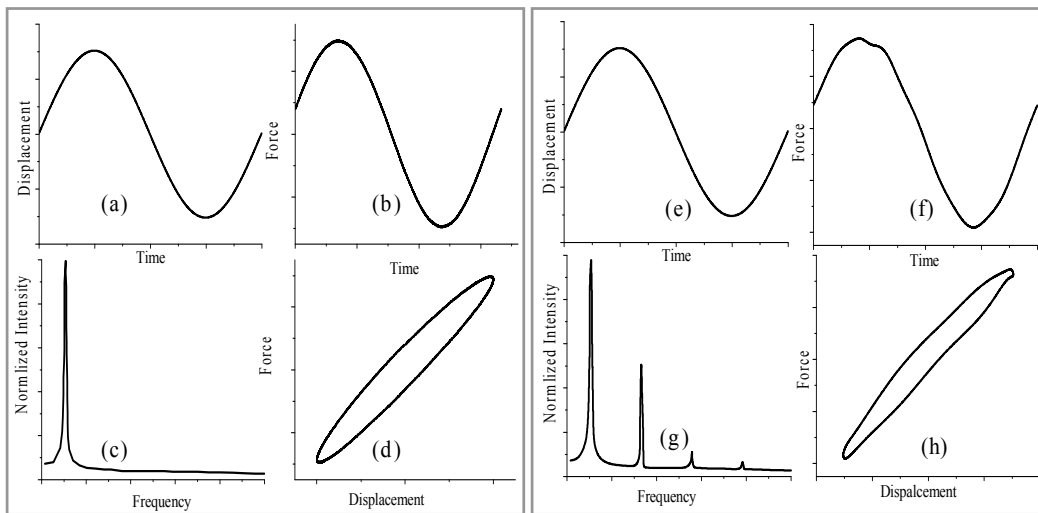 Displacement
(a)
Time
Force
(b)
Time
Normlized Intensity
(c)
Frequency
Force
(d)
Displacement
Displacement
(e)
Time
Force
(f)
Time
Normlized Intensity
(g)
Frequency
Force
(h)
Dispalcement